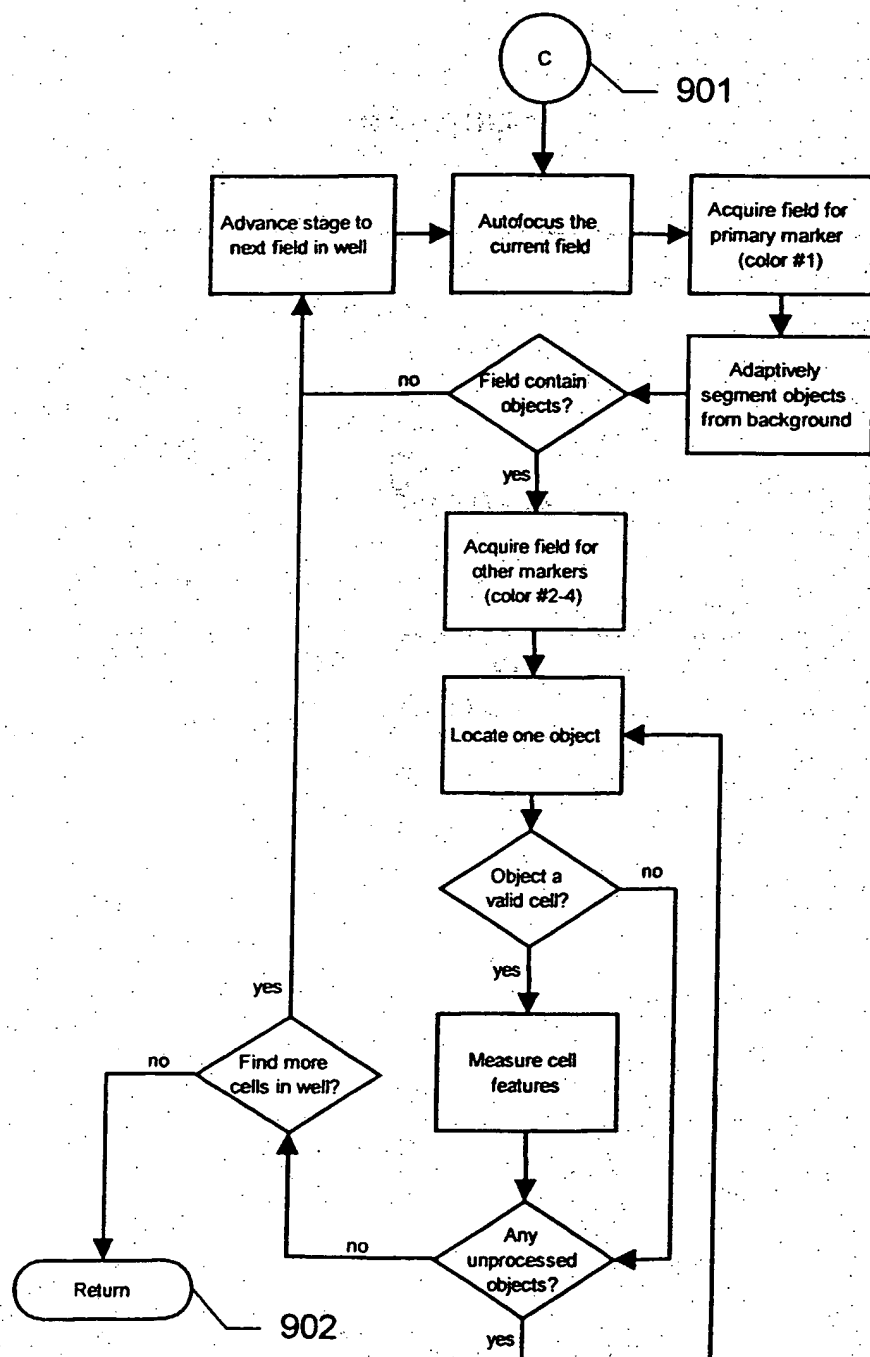 C
901
Advance stage to
next field in well
Autofocus the
current field
Acquire field for
primary marker
(color #1)
Adaptively
segment objects
from background
Field contain
objects?
no
yes
Acquire field for
other markers
(color #2-4)
Locate one object
Object a
valid cell?
no
yes
Measure cell
features
yes
Find more
cells in well?
no
Any
unprocessed
objects?
no
yes
Return
902